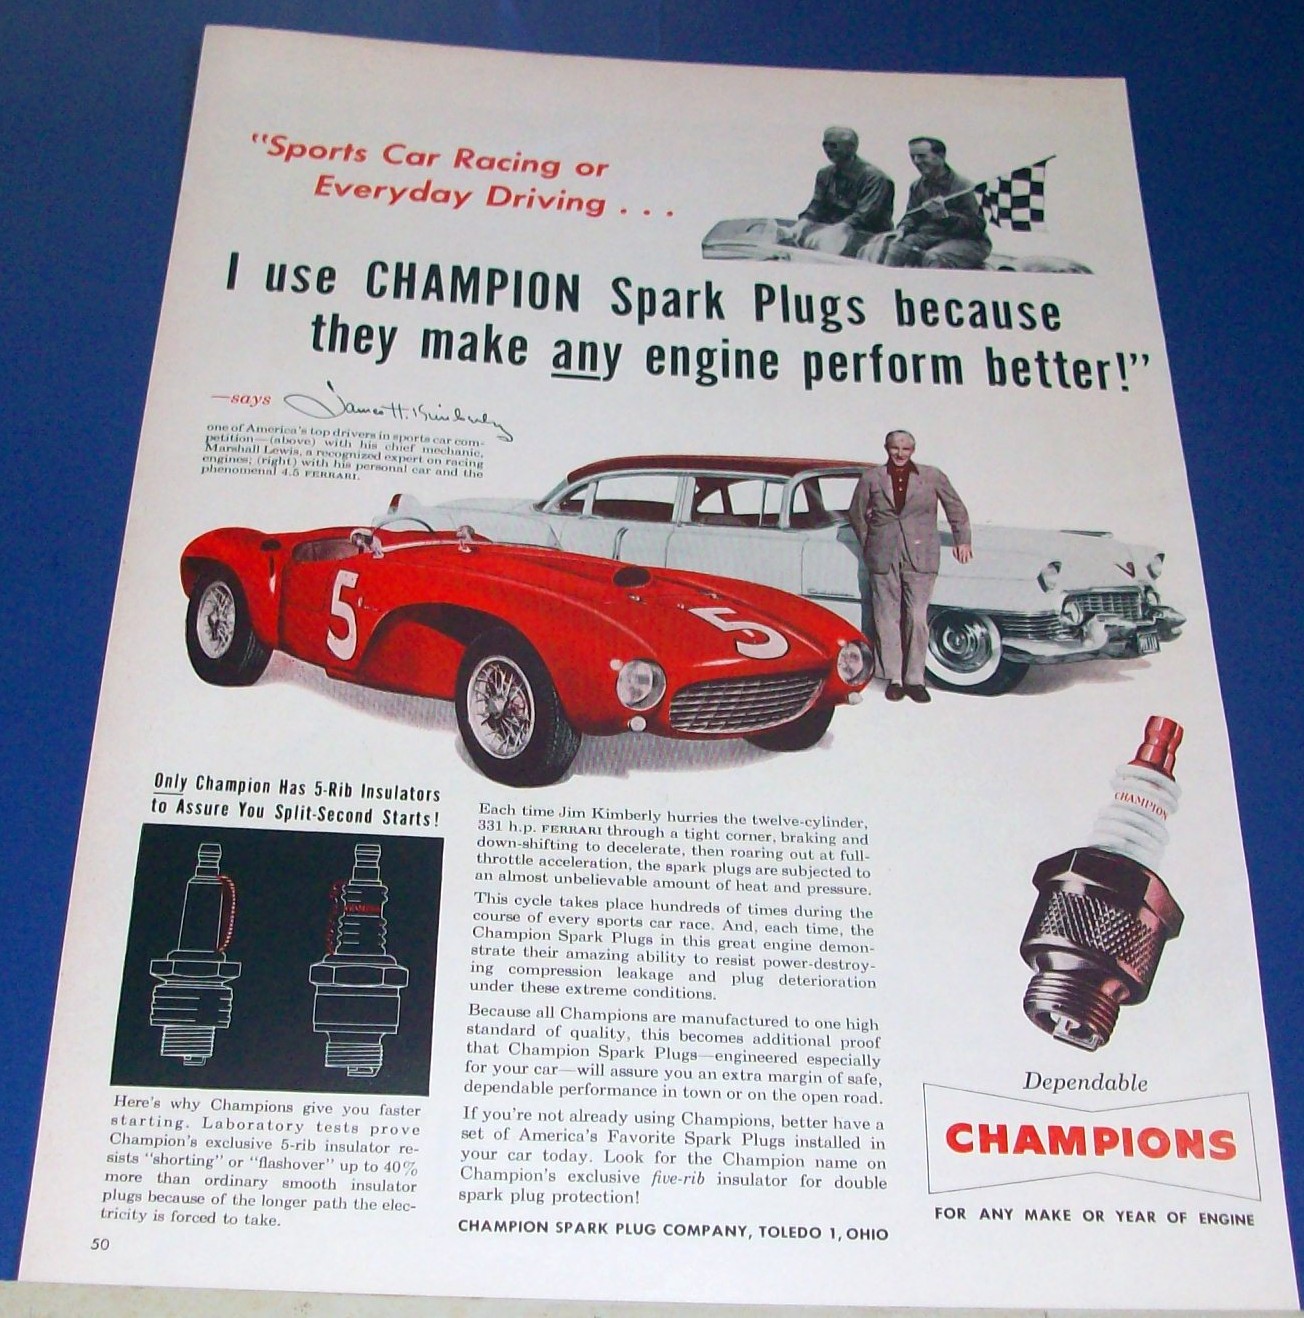 "Sports Car Racing or
Everyday Driving . . .
I use CHAMPION Spark Plugs because
they make any engine perform better!"
—says James H. Kimberly
one of America's top drivers in sports car com-
petition—(above) with his chief mechanic,
Marshall Lewis, a recognized expert on racing
engines; (right) with his personal car and the
phenomenal 4.5 FERRARI.
5
5
Only Champion Has 5-Rib Insulators
to Assure You Split-Second Starts!
CHAMPION
Here's why Champions give you faster
starting. Laboratory tests prove
Champion's exclusive 5-rib insulator re-
sists "shorting" or "flashover" up to 40%
more than ordinary smooth insulator
plugs because of the longer path the elec-
tricity is forced to take.
50
Each time Jim Kimberly hurries the twelve-cylinder,
331 h.p. FERRARI through a tight corner, braking and
down-shifting to decelerate, then roaring out at full-
throttle acceleration, the spark plugs are subjected to
an almost unbelievable amount of heat and pressure.
This cycle takes place hundreds of times during the
course of every sports car race. And, each time, the
Champion Spark Plugs in this great engine demon-
strate their amazing ability to resist power-destroy-
ing compression leakage and plug deterioration
under these extreme conditions.
Because all Champions are manufactured to one high
standard of quality, this becomes additional proof
that Champion Spark Plugs—engineered especially
for your car—will assure you an extra margin of safe,
dependable performance in town or on the open road.
If you're not already using Champions, better have a
set of America's Favorite Spark Plugs installed in
your car today. Look for the Champion name on
Champion's exclusive five-rib insulator for double
spark plug protection!
CHAMPION SPARK PLUG COMPANY, TOLEDO 1, OHIO
CHAMPION
Dependable
CHAMPIONS
FOR ANY MAKE OR YEAR OF ENGINE